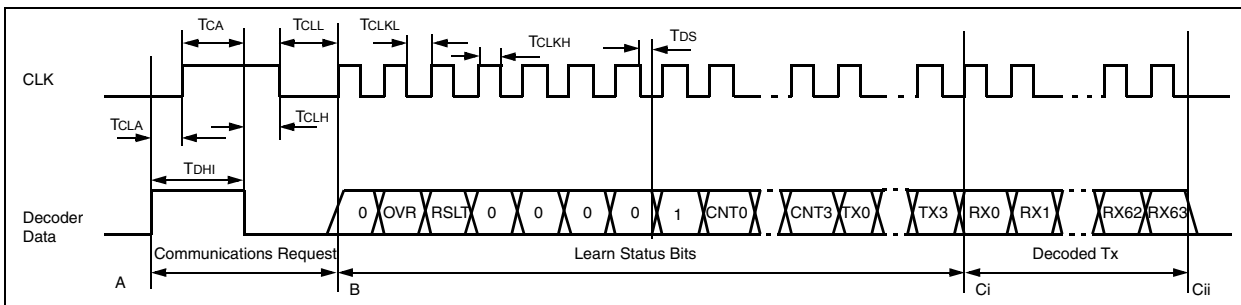 TCA TCLL TCLKL TCLKH TDS
CLK
TCLA TCLH
TDHI
Decoder Data
0 OVR RSLT 0 0 0 0 1 CNT0 CNT3 TX0 TX3 RX0 RX1 RX62 RX63
Communications Request Learn Status Bits Decoded Tx
A B Ci Cii